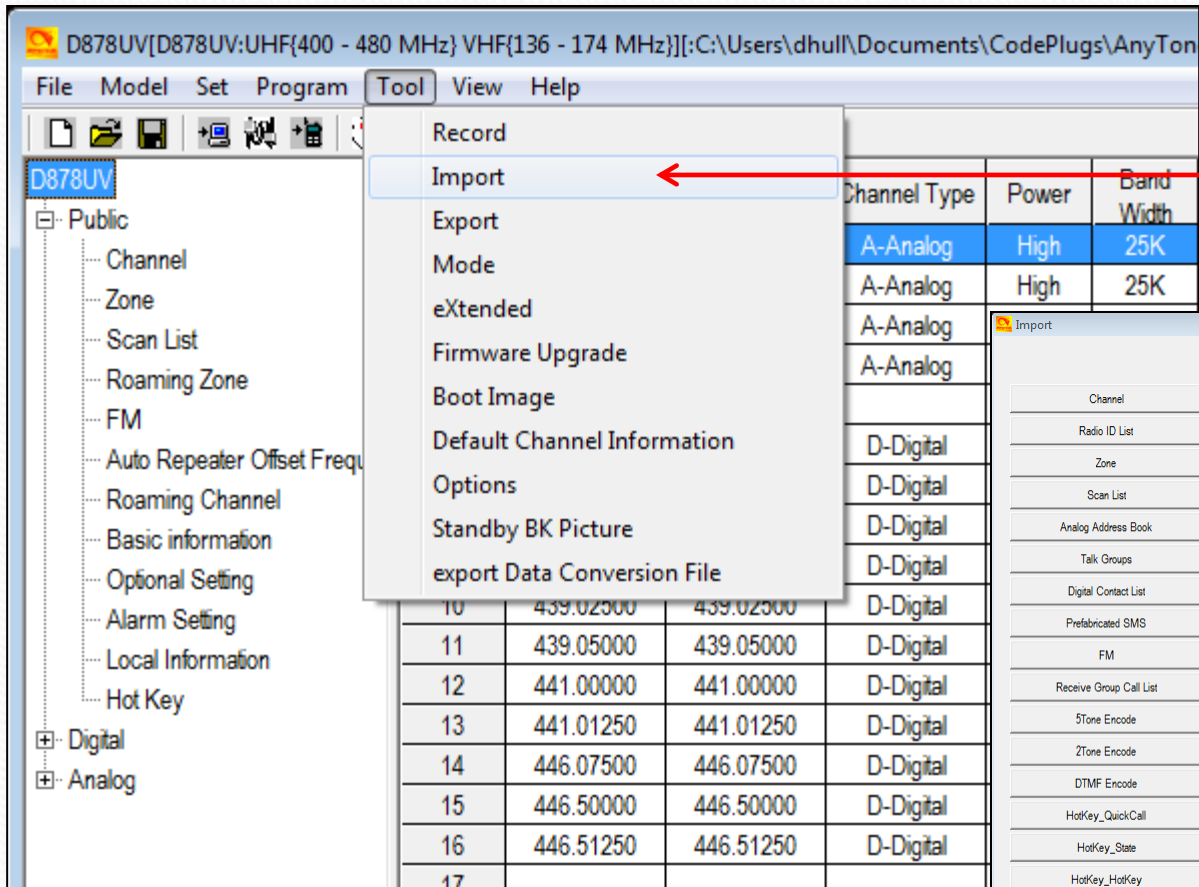 D878UV[D878UV:UHF{400 - 480 MHz} VHF{136 - 174 MHz}][:C:\Users\dhull\Documents\CodePlugs\AnyTon
File Model Set Program Tool View Help
Record
Import
Export
Mode
eXtended
Firmware Upgrade
Boot Image
Default Channel Information
Options
Standby BK Picture
export Data Conversion File
D878UV
Public
Channel
Zone
Scan List
Roaming Zone
FM
Auto Repeater Offset Frequ
Roaming Channel
Basic information
Optional Setting
Alarm Setting
Local Information
Hot Key
Digital
Analog
Channel Type Power Band Width
A-Analog High 25K
A-Analog High 25K
A-Analog
A-Analog
D-Digital
D-Digital
D-Digital
D-Digital
10 439.02500 439.02500 D-Digital
11 439.05000 439.05000 D-Digital
12 441.00000 441.00000 D-Digital
13 441.01250 441.01250 D-Digital
14 446.07500 446.07500 D-Digital
15 446.50000 446.50000 D-Digital
16 446.51250 446.51250 D-Digital
17
Import
Channel
Radio ID List
Zone
Scan List
Analog Address Book
Talk Groups
Digital Contact List
Prefabricated SMS
FM
Receive Group Call List
5Tone Encode
2Tone Encode
DTMF Encode
HotKey_QuickCall
HotKey_State
HotKey_HotKey